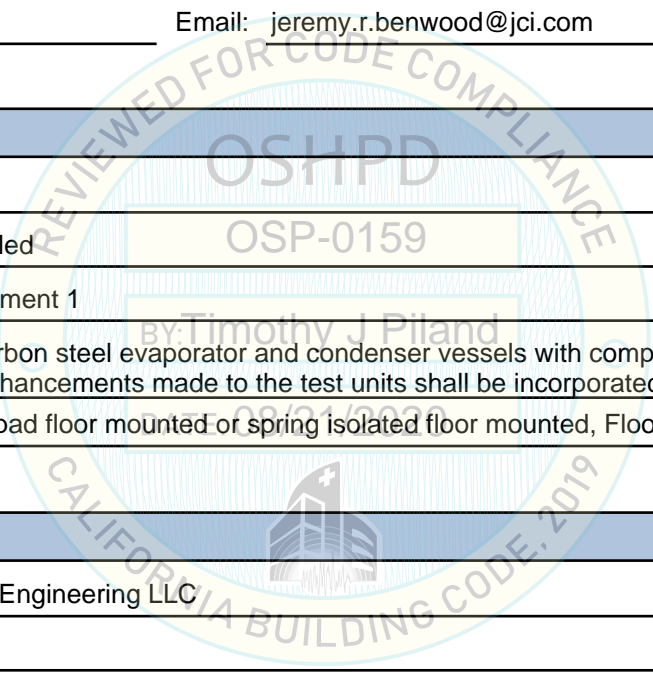 Email: jeremy.r.benwood@jci.com
REVIEWED FOR CODE COMPLIANCE
OSHPD
led
OSP-0159
ment 1
BY: Timothy J Piland
rbon steel evaporator and condenser vessels with comp
hancements made to the test units shall be incorporated
oad floor mounted or spring isolated floor mounted, Floo
DATE: 08/31/2020
Engineering LLC
CALIFORNIA BUILDING CODE, 2019